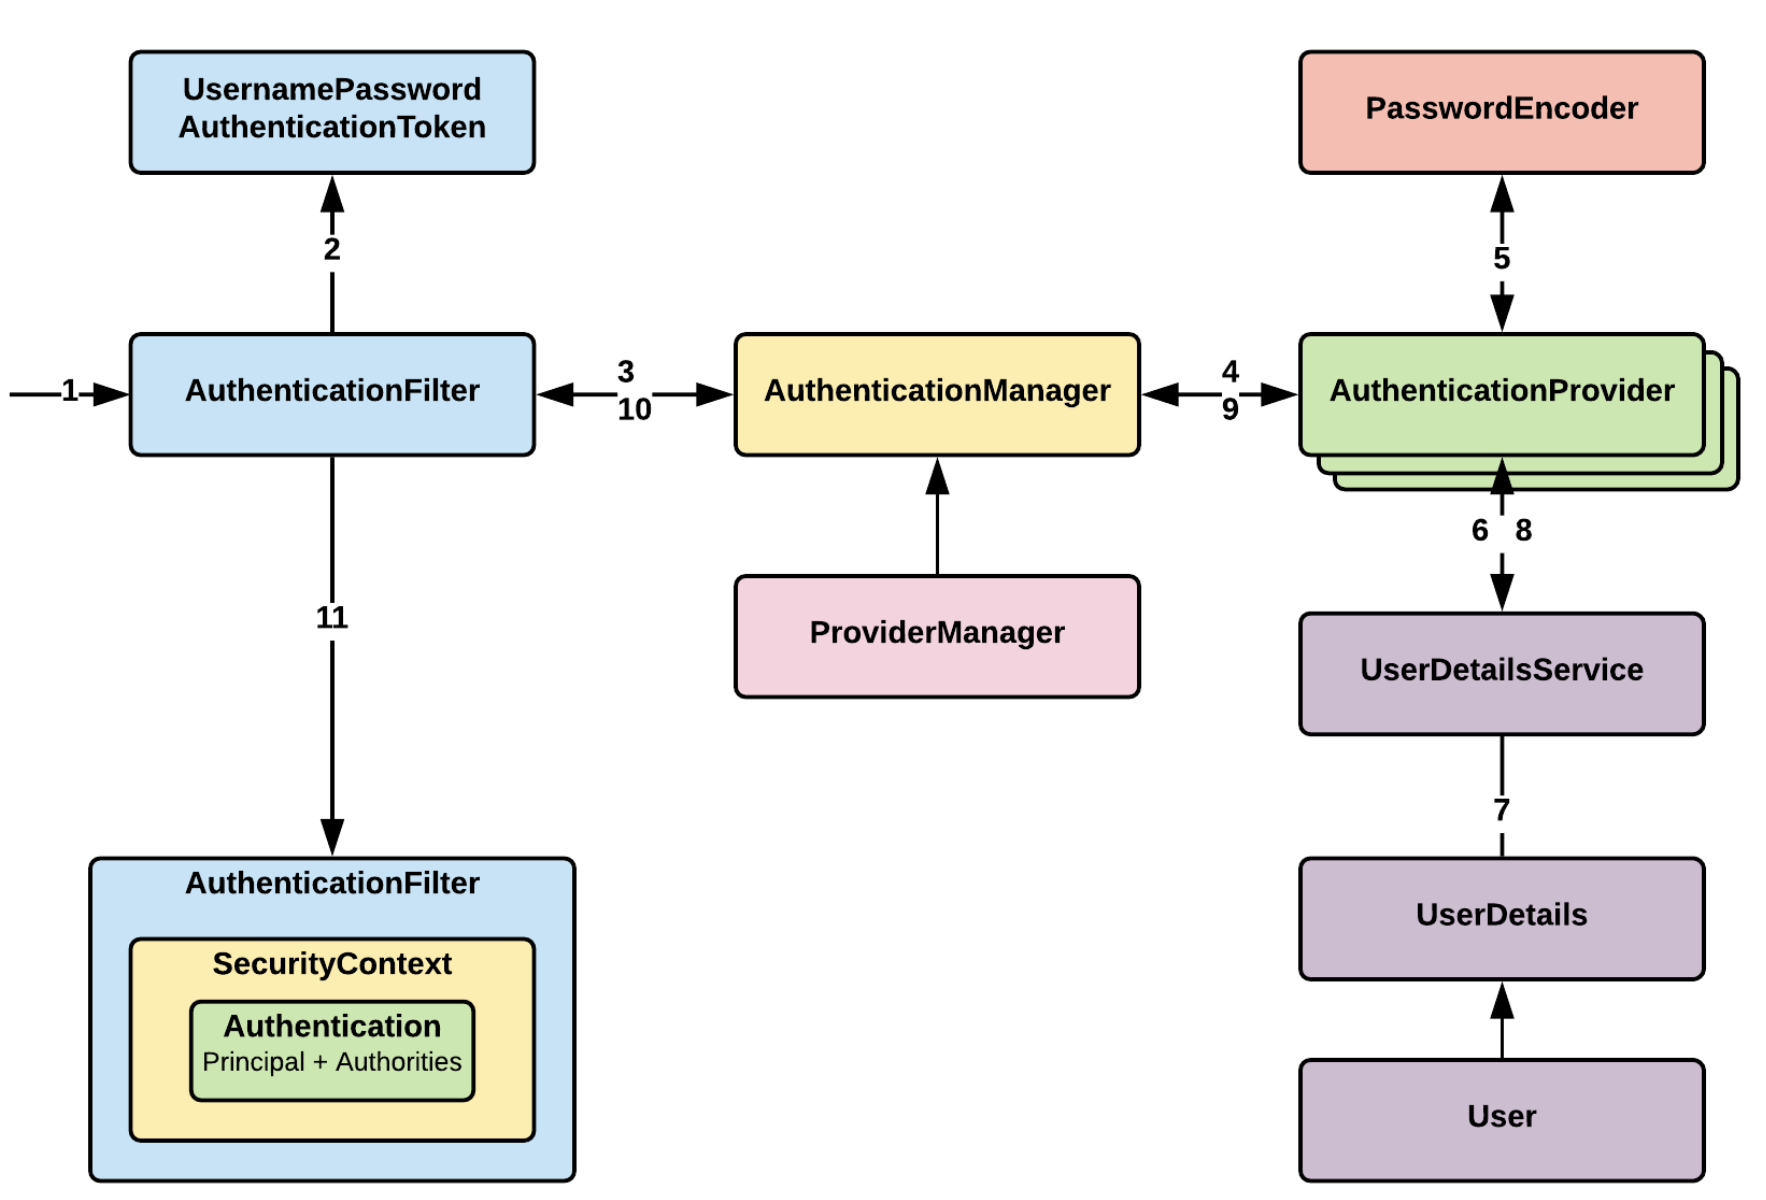 UsernamePassword
AuthenticationToken
PasswordEncoder
2
5
1
AuthenticationFilter
3
10
AuthenticationManager
4
9
AuthenticationProvider
6 8
11
ProviderManager
UserDetailsService
7
AuthenticationFilter
SecurityContext
Authentication
Principal + Authorities
UserDetails
User